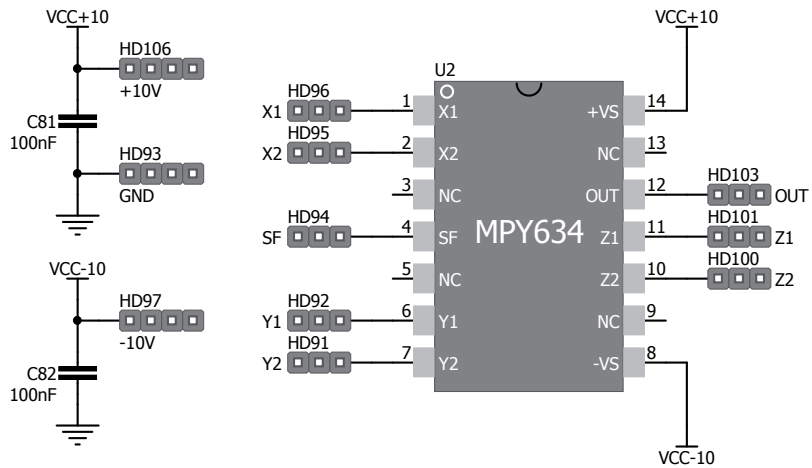 VCC+10
HD106
+10V
C81
100nF
HD93
GND
VCC-10
HD97
-10V
C82
100nF
VCC+10
U2
HD96
X1
1
X1
+VS
14
HD95
X2
2
X2
NC
13
3
NC
OUT
12
HD103
OUT
HD94
SF
4
SF
MPY634
Z1
11
HD101
Z1
5
NC
Z2
10
HD100
Z2
HD92
Y1
6
Y1
NC
9
HD91
Y2
7
Y2
-VS
8
VCC-10